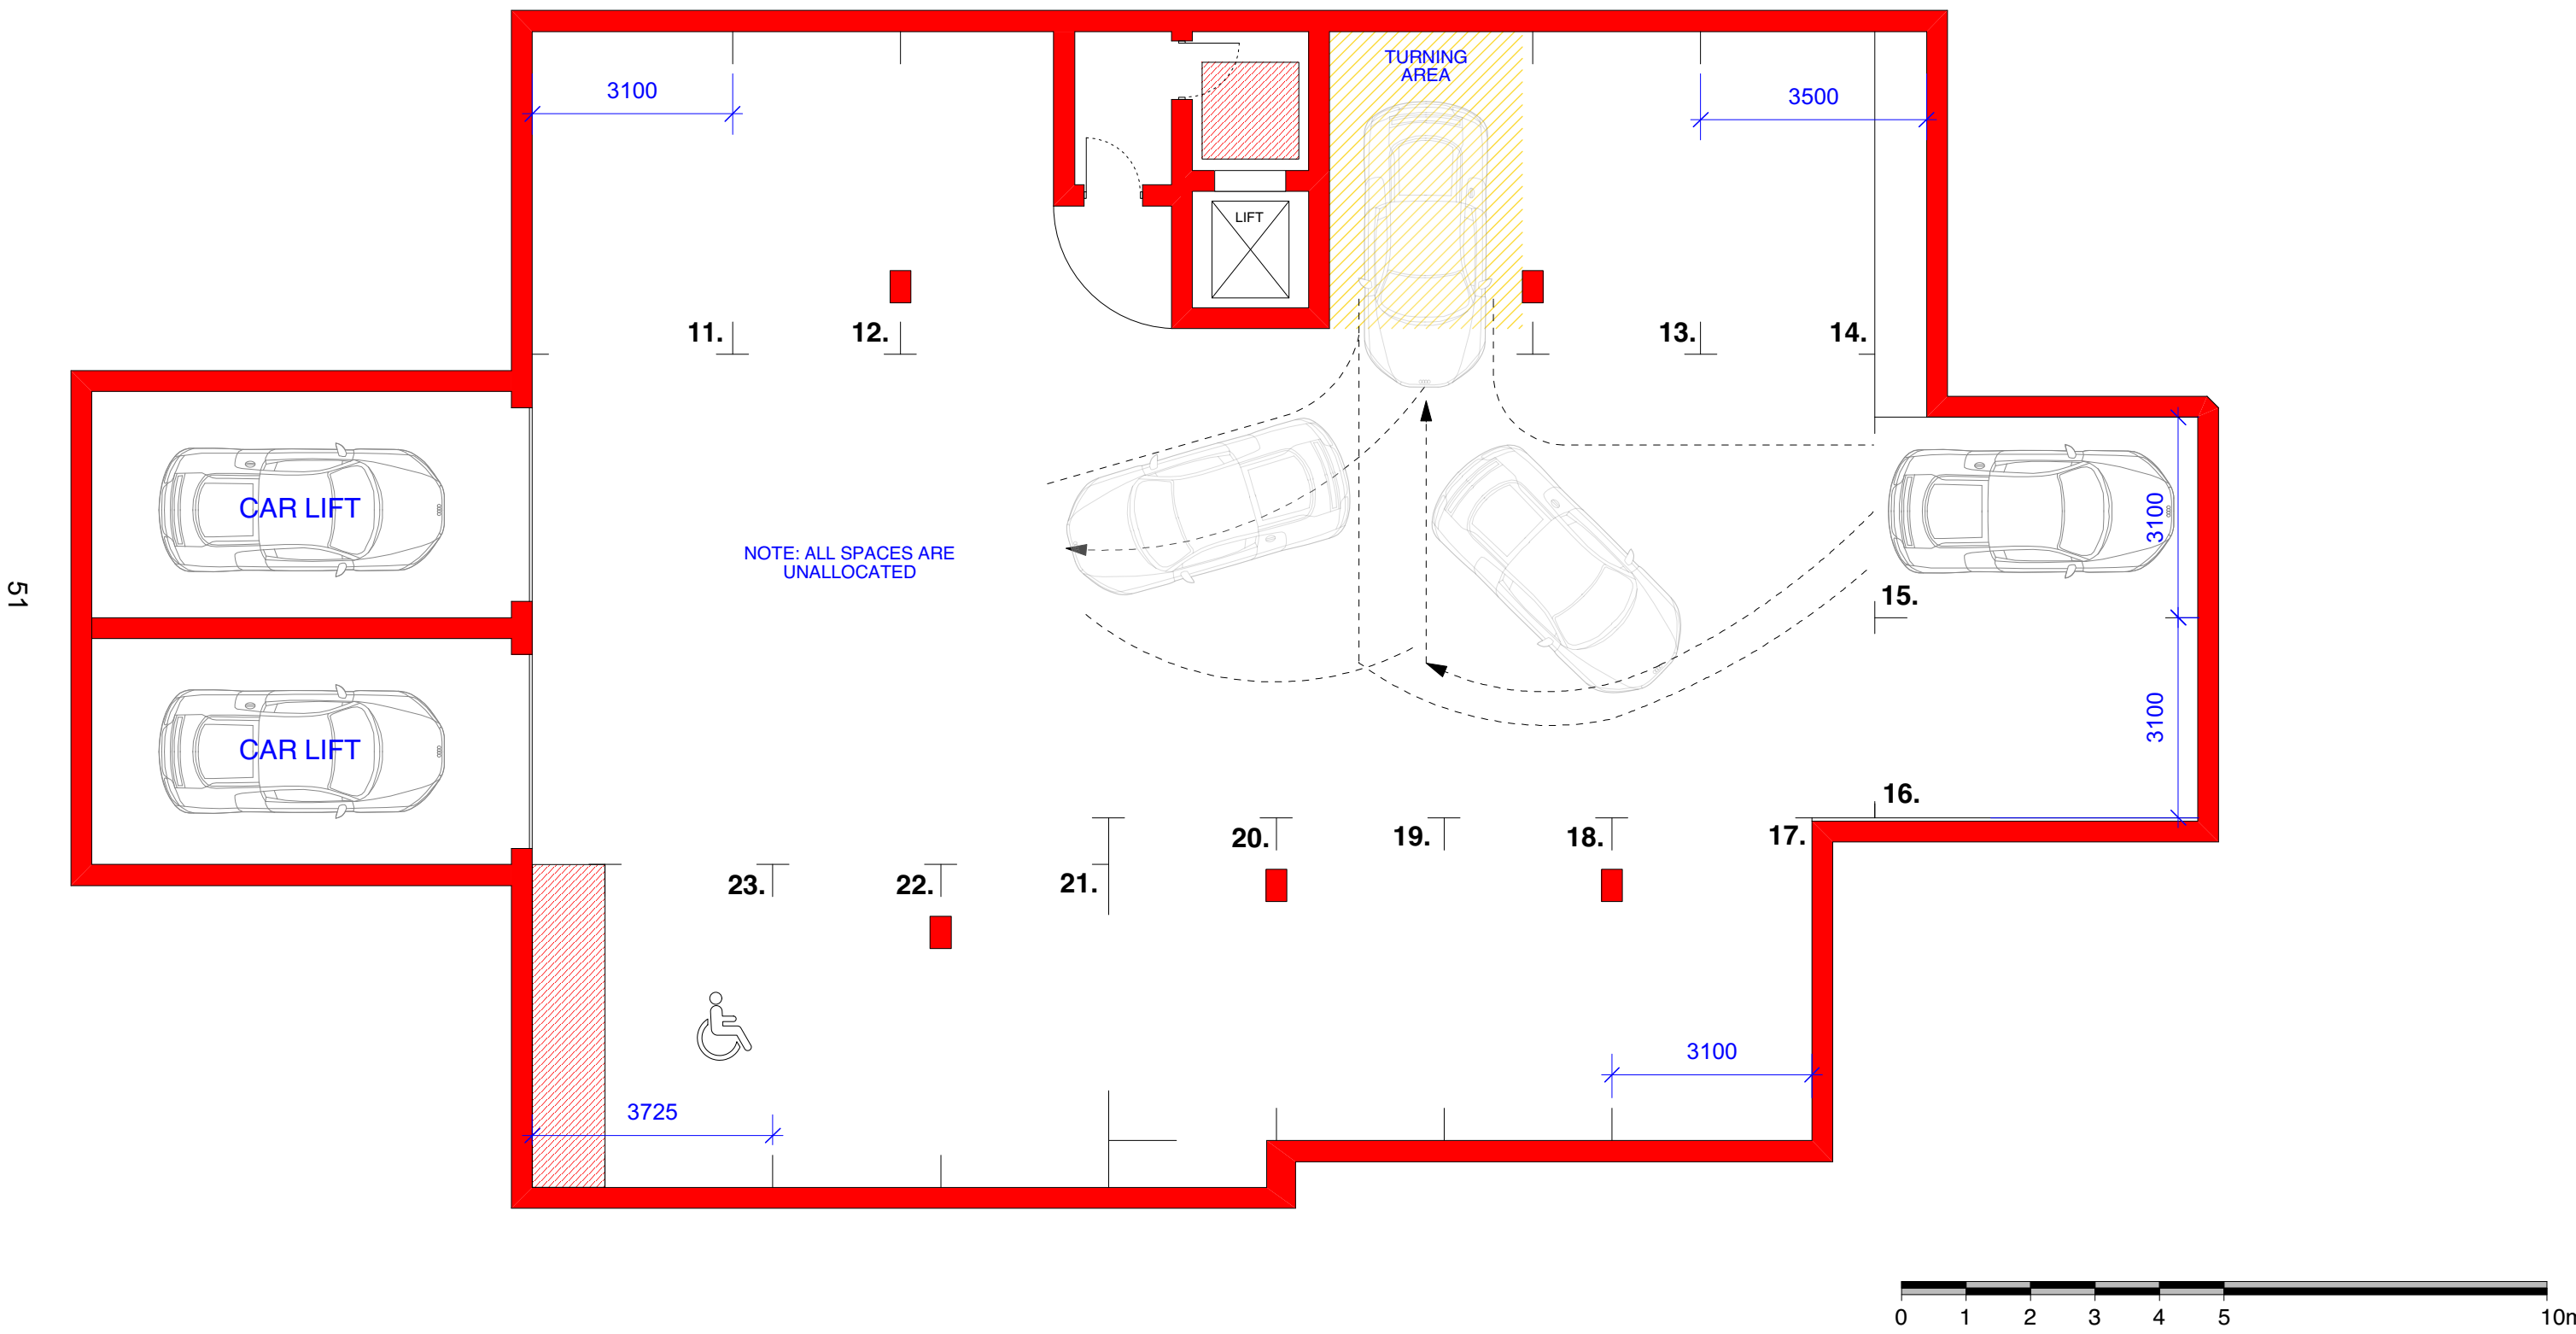 TURNING
AREA
3100
3500
LIFT
11.
12.
13.
14.
CAR LIFT
3100
NOTE: ALL SPACES ARE
UNALLOCATED
51
15.
3100
CAR LIFT
16.
20.
19.
18.
17.
23.
22.
21.
3100
3725
0 1 2 3 4 5 10m